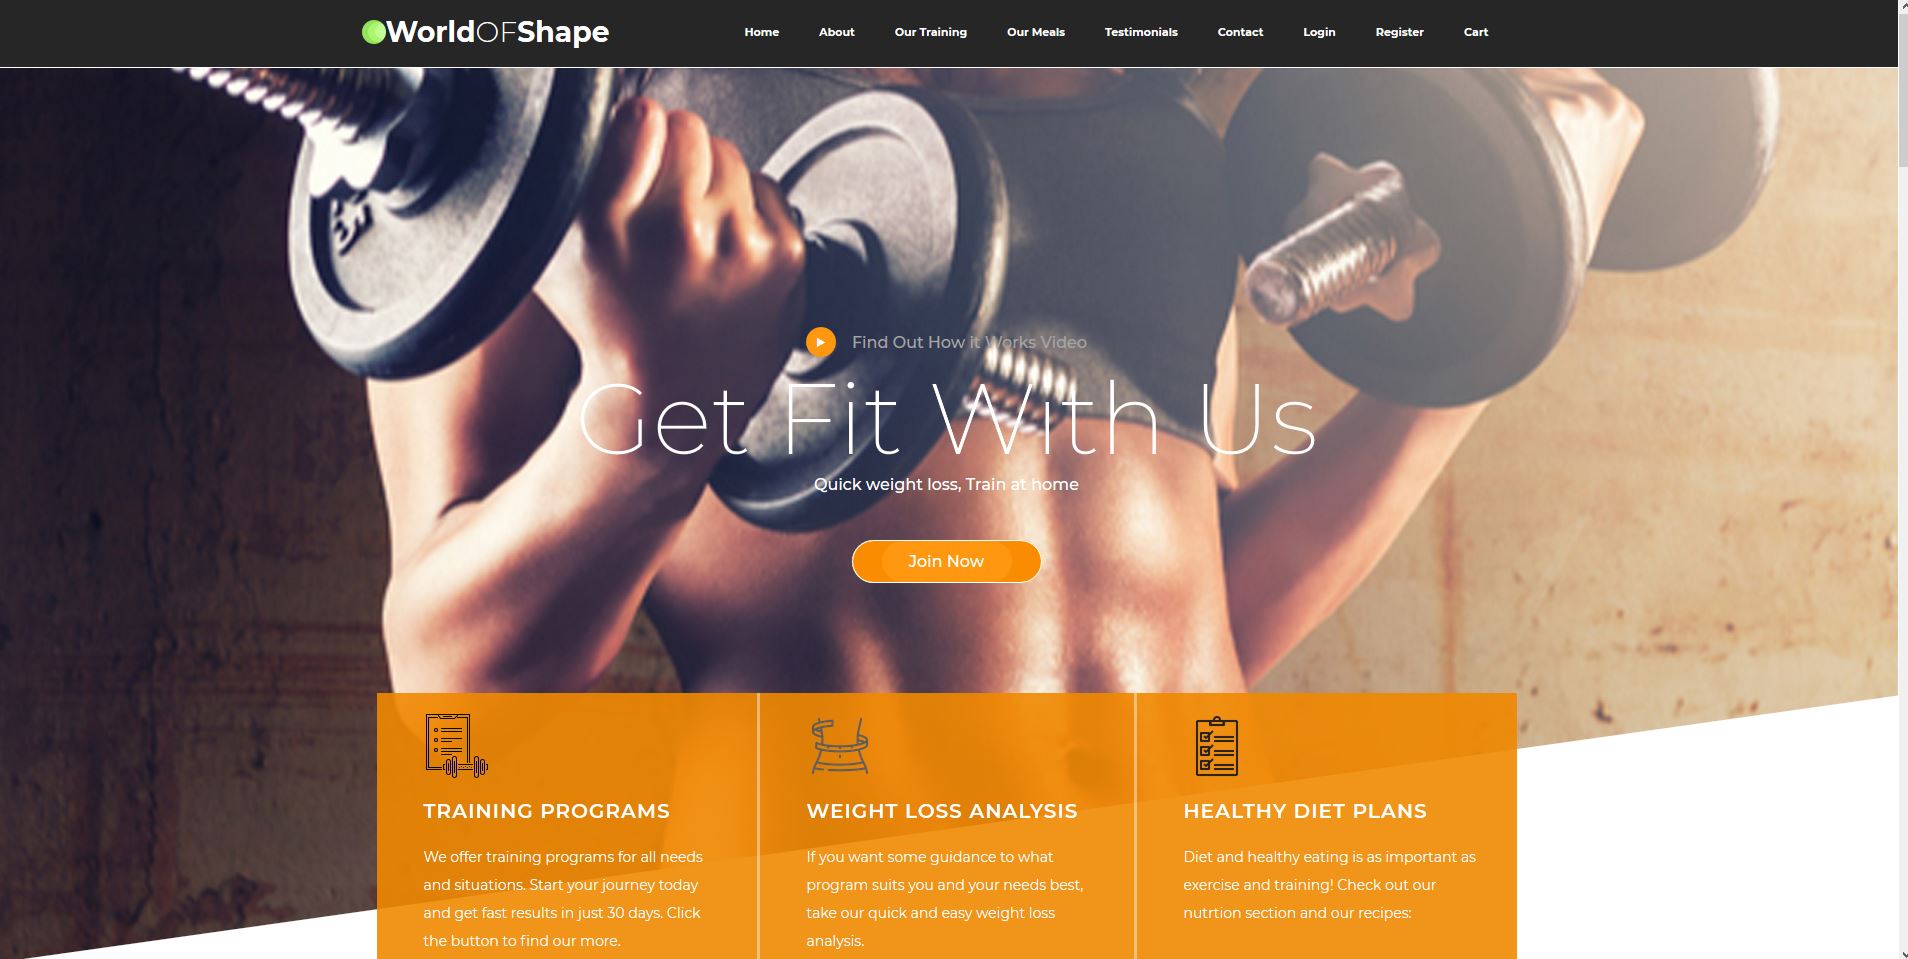 WorldOFShape
Home About Our Training Our Meals Testimonials Contact Login Register Cart
Find Out How it Works Video
Get Fit With Us
Quick weight loss, Train at home
Join Now
TRAINING PROGRAMS
We offer training programs for all needs
and situations. Start your journey today
and get fast results in just 30 days. Click
the button to find our more.
WEIGHT LOSS ANALYSIS
If you want some guidance to what
program suits you and your needs best,
take our quick and easy weight loss
analysis.
HEALTHY DIET PLANS
Diet and healthy eating is as important as
exercise and training! Check out our
nutrtion section and our recipes: